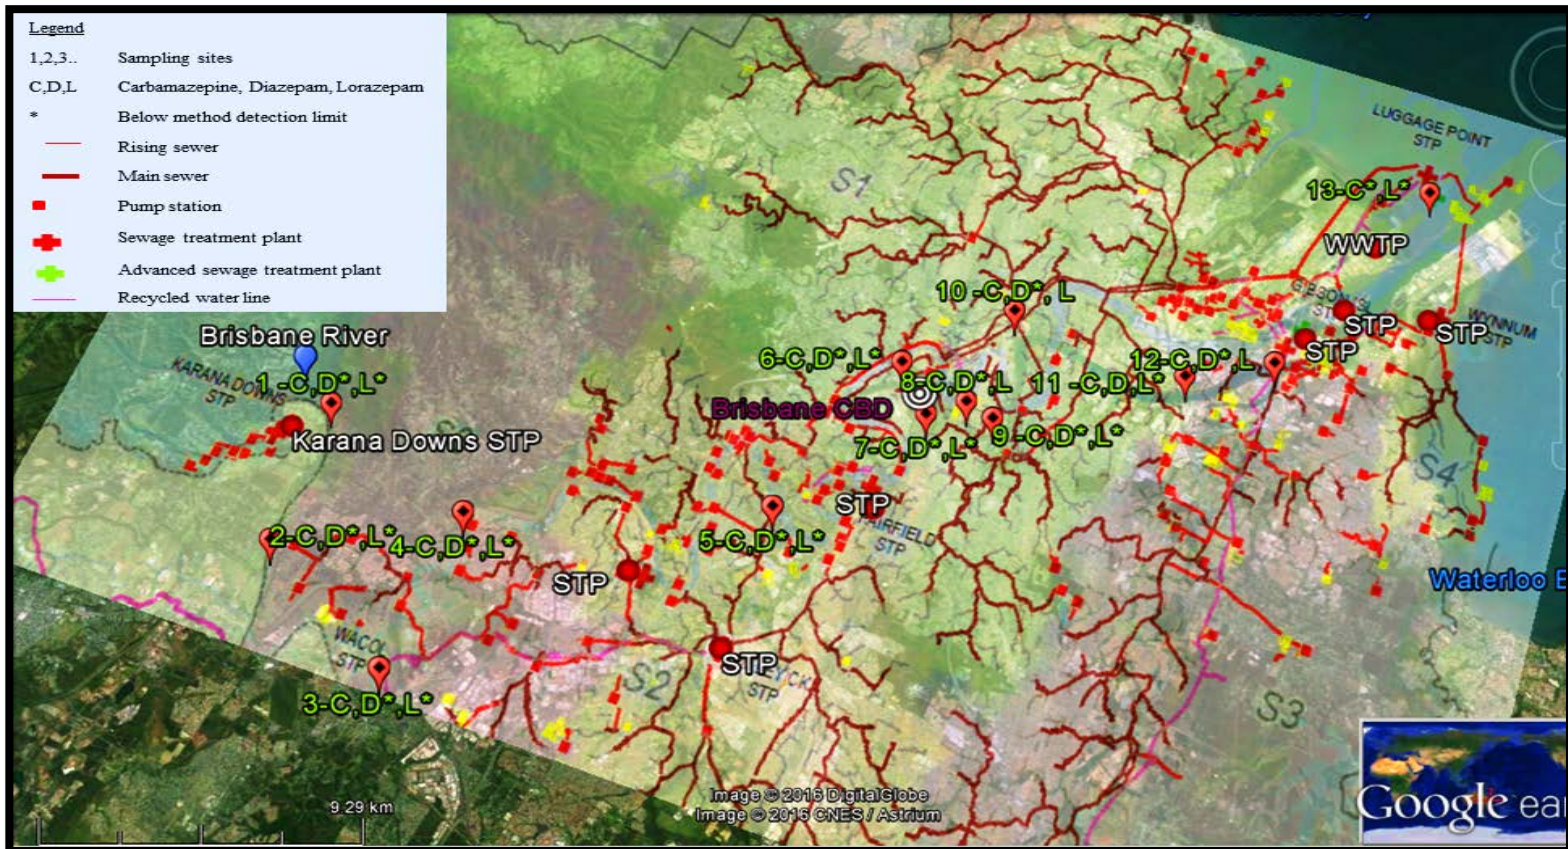 Legend
1,2,3.. Sampling sites
C,D,L Carbamazepine, Diazepam, Lorazepam
* Below method detection limit
Rising sewer
Main sewer
Pump station
Sewage treatment plant
Advanced sewage treatment plant
Recycled water line
LUGGAGE POINT
STP
S1
13-C*,L*
WWTP
10 -C,D*, L
GIBSON ISL
STP
STP
WYNNUM
STP
STP
STP
Brisbane River
KARANA DOWNS
STP
1 -C,D*,L*
6-C,D*,L*
8-C,D*,L
11 -C,D,L*
12-C,D*,L
Brisbane CBD
7-C,D*,L*
9 -C,D*,L*
Karana Downs STP
S4
STP
FAIRFIELD
STP
2-C,D*,L*
4-C,D*,L*
5-C,D*,L*
STP
Waterloo B
WACOL
STP
STP
STP
S2
3-C,D*,L*
S3
Image © 2016 DigitalGlobe
Image © 2016 CNES / Astrium
9.29 km
Google ea